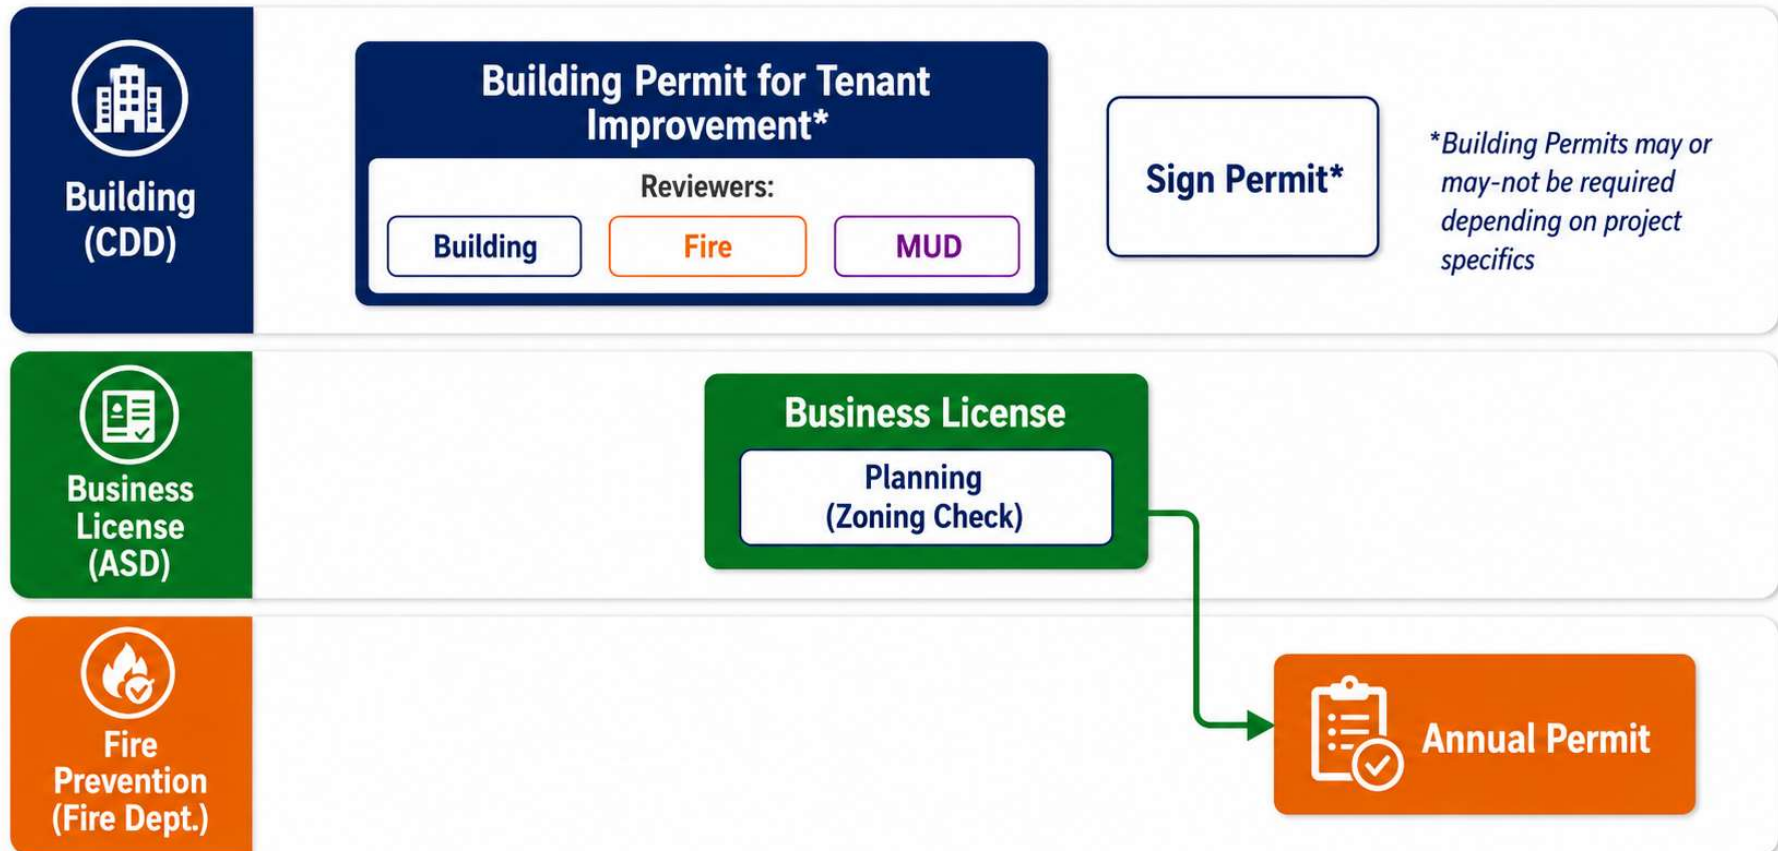 Building
(CDD)
Building Permit for Tenant
Improvement*
Reviewers:
Building
Fire
MUD
Sign Permit*
*Building Permits may or
may-not be required
depending on project
specifics
Business
License
(ASD)
Business License
Planning
(Zoning Check)
Fire
Prevention
(Fire Dept.)
Annual Permit